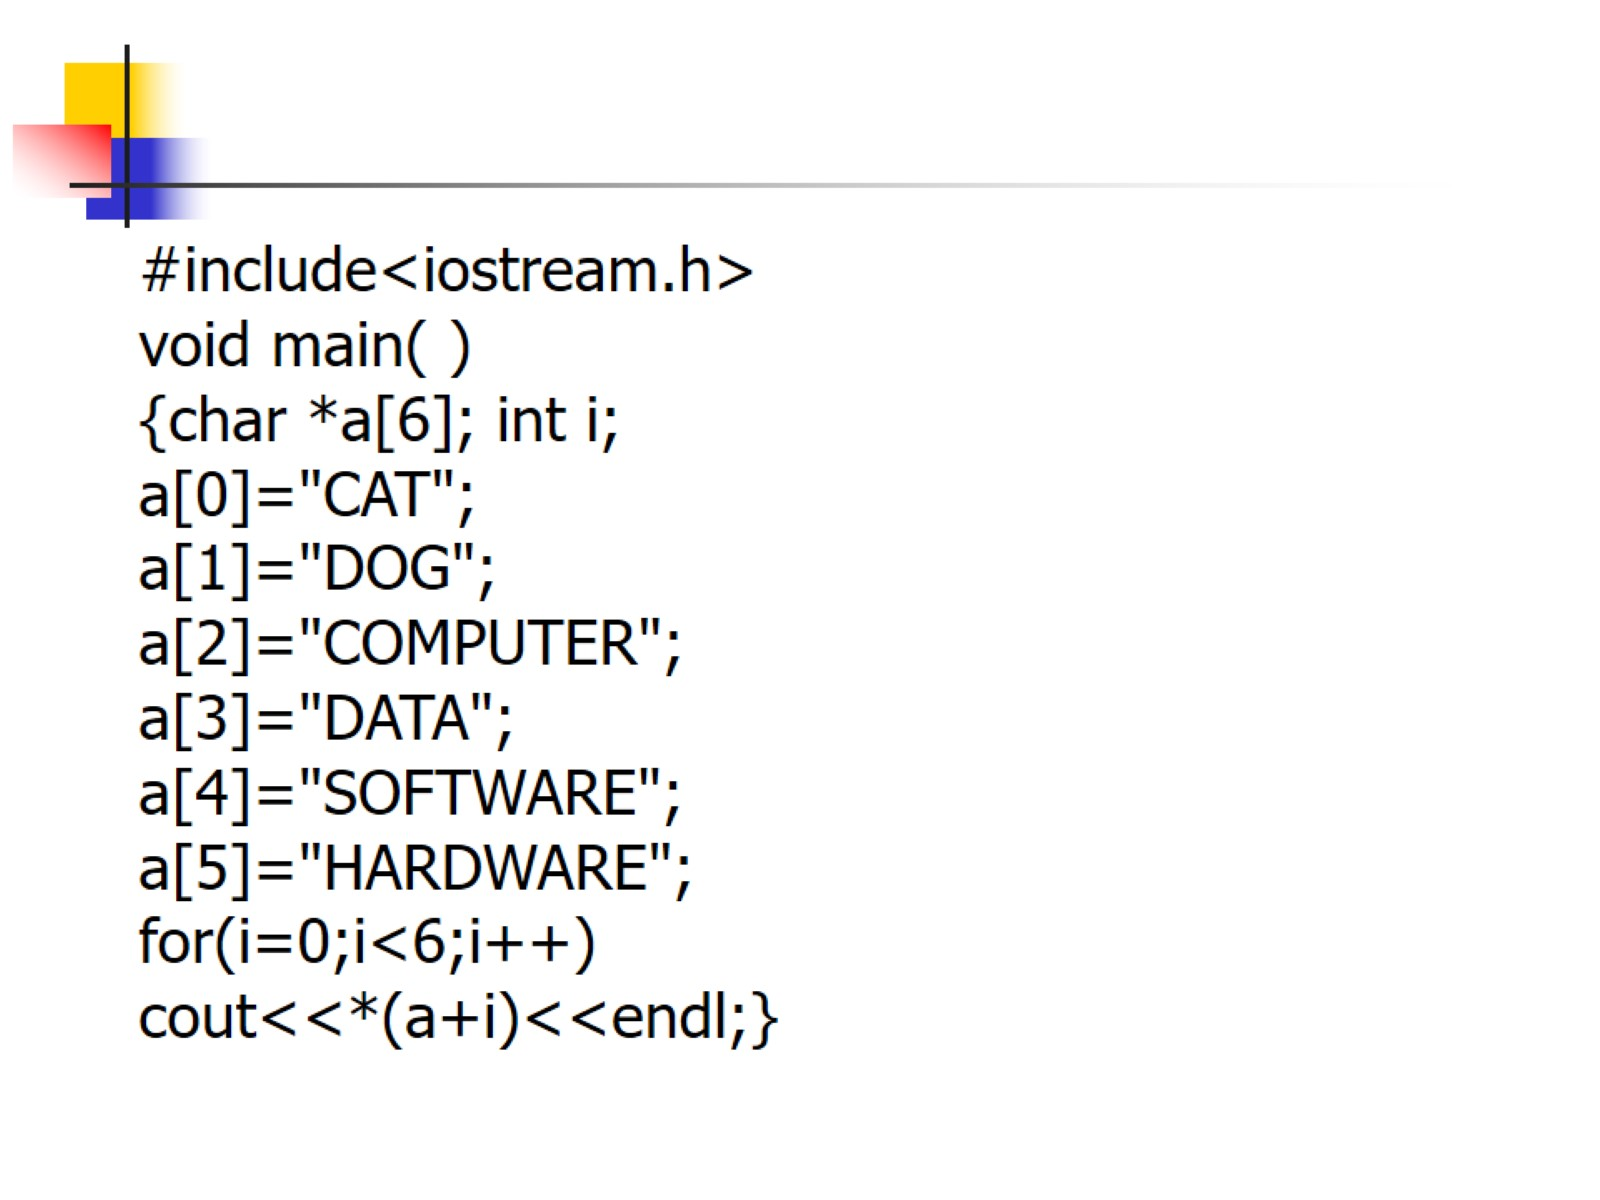 #include<iostream.h>
void main( )
{char *a[6]; int i;
a[0]="CAT";
a[1]="DOG";
a[2]="COMPUTER";
a[3]="DATA";
a[4]="SOFTWARE";
a[5]="HARDWARE";
for(i=0;i<6;i++)
cout<<*(a+i)<<endl;}